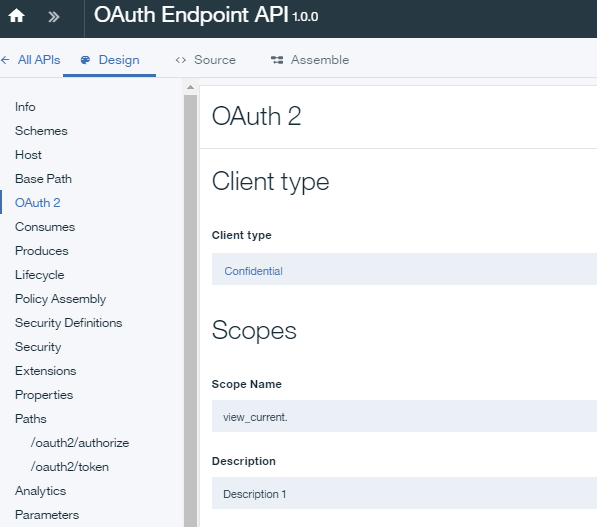 OAuth Endpoint API 1.0.0
All APIs Design Source Assemble
Info
Schemes
Host
Base Path
OAuth 2
Consumes
Produces
Lifecycle
Policy Assembly
Security Definitions
Security
Extensions
Properties
Paths
/oauth2/authorize
/oauth2/token
Analytics
Parameters
OAuth 2
Client type
Client type
Confidential
Scopes
Scope Name
view_current.
Description
Description 1